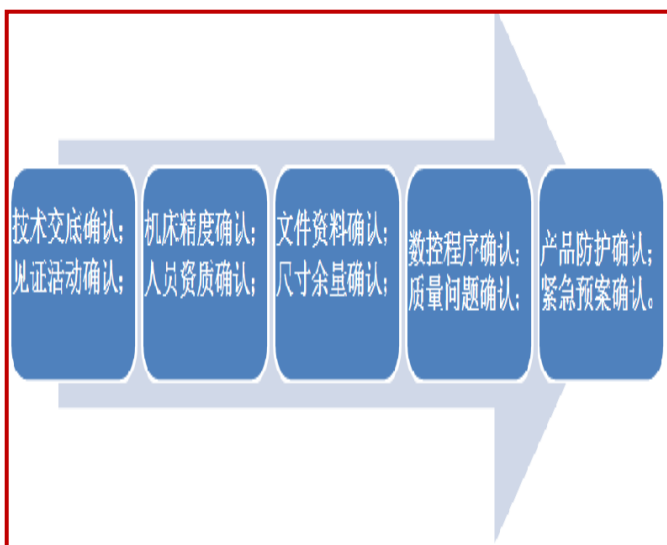 技术交底确认；
见证活动确认；
机床精度确认；
人员资质确认；
文件资料确认；
尺寸余量确认；
数控程序确认；
质量问题确认；
产品防护确认；
紧急预案确认。